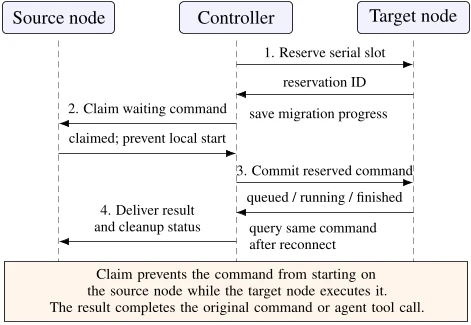 Source node
Controller
Target node
1. Reserve serial slot
reservation ID
2. Claim waiting command
save migration progress
claimed; prevent local start
3. Commit reserved command
queued / running / finished
4. Deliver result
and cleanup status
query same command
after reconnect
Claim prevents the command from starting on
the source node while the target node executes it.
The result completes the original command or agent tool call.